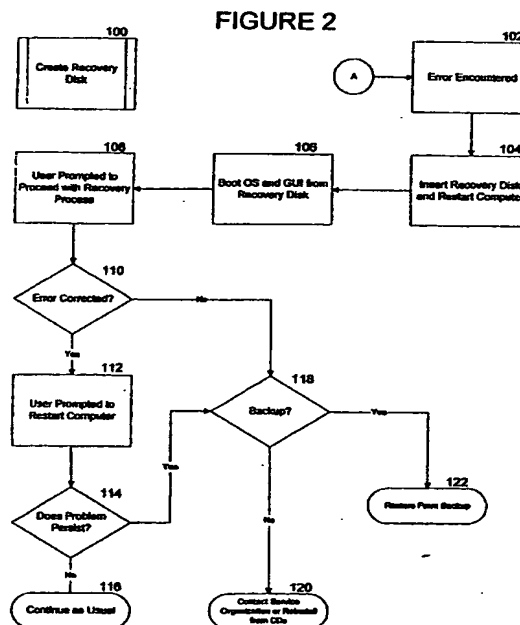 FIGURE 2
100
Create Recovery
Disk
A
102
Error Encountered
104
Insert Recovery Disk
and Restart Computer
106
Boot OS and GUI from
Recovery Disk
108
User Prompted to
Proceed with Recovery
Process
110
Error Corrected?
No
Yes
112
User Prompted to
Restart Computer
118
Backup?
Yes
Yes
114
Does Problem
Persist?
122
Restore From Backup
No
No
116
Continue as Usual
120
Contact Service
Organization or Reinstall
from CDs